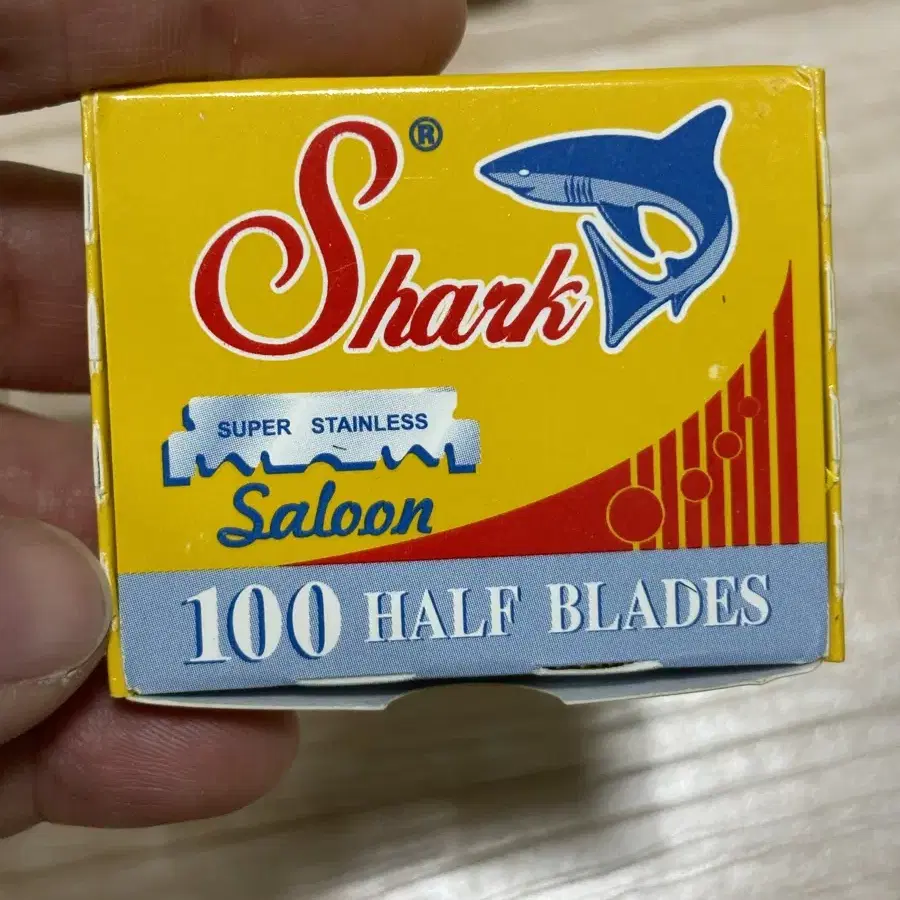 Shark®
SUPER STAINLESS
Saloon
100 HALF BLADES